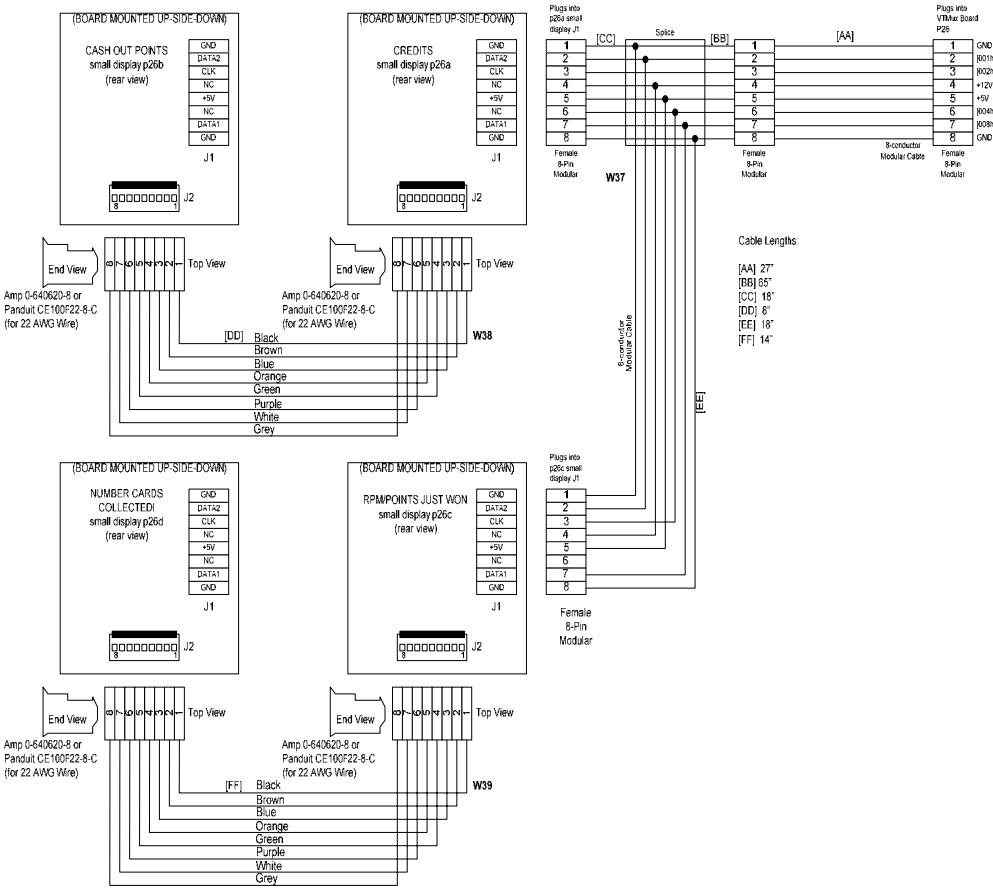 (BOARD MOUNTED UP-SIDE-DOWN)
CASH OUT POINTS
small display p26b
(rear view)
GND
DATA2
CLK
NC
+5V
NC
DATA1
GND
J1
J2
8
1
(BOARD MOUNTED UP-SIDE-DOWN)
CREDITS
small display p26a
(rear view)
GND
DATA2
CLK
NC
+5V
NC
DATA1
GND
J1
J2
8
1
Plugs into
p26a small
display J1
1
2
3
4
5
6
7
8
Female
8-Pin
Modular
[CC]
Splice
[BB]
W37
1
2
3
4
5
6
7
8
Female
8-Pin
Modular
[AA]
8-conductor
Modular Cable
Plugs into
VTMux Board
P26
1 GND
2 [001h
3 [002h
4 +12V
5 +5V
6 [004h
7 [008h
8 GND
Female
8-Pin
Modular
Cable Lengths:
[AA] 27"
[BB] 65"
[CC] 18"
[DD] 8"
[EE] 18"
[FF] 14"
End View
8 7 6 5 4 3 2 1
Top View
Amp 0-640620-8 or
Panduit CE100F22-8-C
(for 22 AWG Wire)
End View
8 7 6 5 4 3 2 1
Top View
Amp 0-640620-8 or
Panduit CE100F22-8-C
(for 22 AWG Wire)
[DD] Black
Brown
Blue
Orange
Green
Purple
White
Grey
W38
8-conductor
Modular Cable
[EE]
(BOARD MOUNTED UP-SIDE-DOWN)
NUMBER CARDS
COLLECTED!
small display p26d
(rear view)
GND
DATA2
CLK
NC
+5V
NC
DATA1
GND
J1
J2
8
1
(BOARD MOUNTED UP-SIDE-DOWN)
RPM/POINTS JUST WON
small display p26c
(rear view)
GND
DATA2
CLK
NC
+5V
NC
DATA1
GND
J1
J2
8
1
Plugs into
p26c small
display J1
1
2
3
4
5
6
7
8
Female
8-Pin
Modular
End View
8 7 6 5 4 3 2 1
Top View
Amp 0-640620-8 or
Panduit CE100F22-8-C
(for 22 AWG Wire)
End View
8 7 6 5 4 3 2 1
Top View
Amp 0-640620-8 or
Panduit CE100F22-8-C
(for 22 AWG Wire)
[FF] Black
Brown
Blue
Orange
Green
Purple
White
Grey
W39